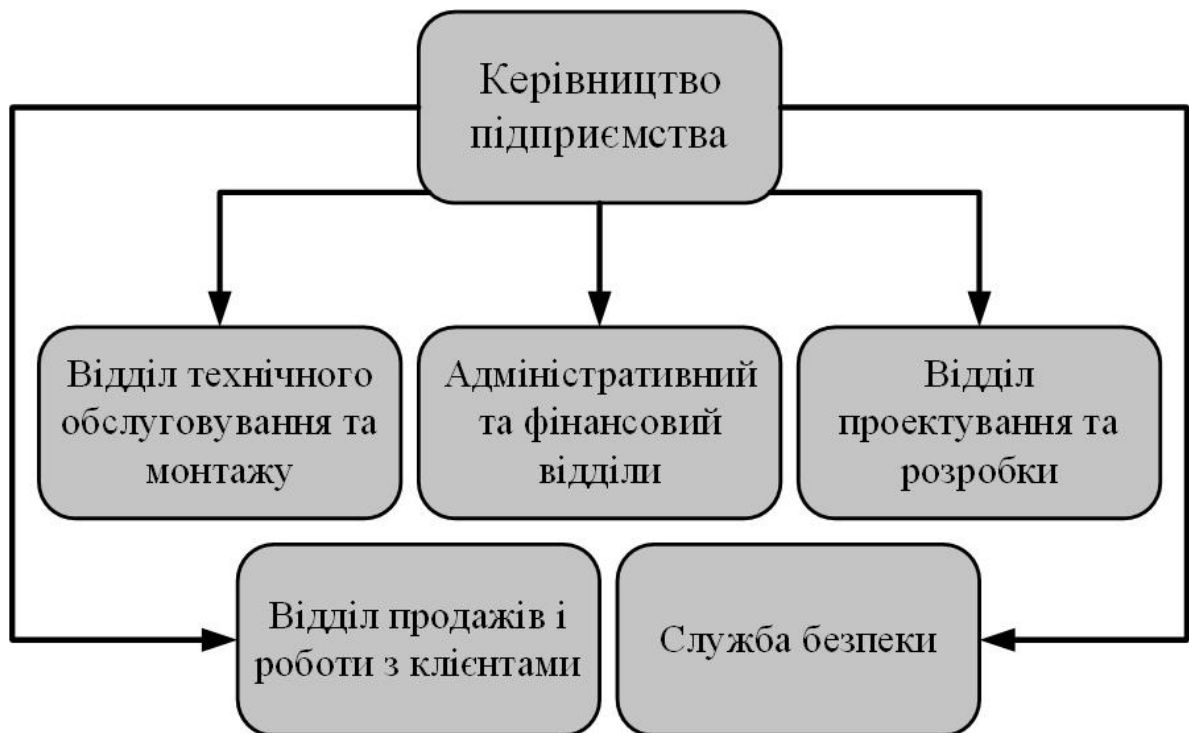 Керівництво
підприємства
Відділ технічного
обслуговування та
монтажу
Адміністративний
та фінансовий
відділи
Відділ
проектування та
розробки
Відділ продажів і
роботи з клієнтами
Служба безпеки